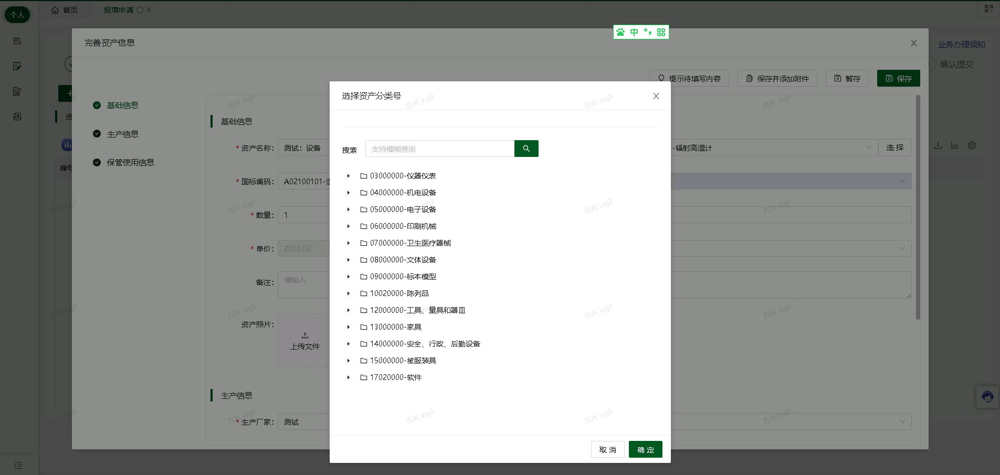 个人
首页
报增申请
完善资产信息
业务办理须知
确认提交
提示待填写内容
保存并添加附件
暂存
保存
基础信息
生产信息
保管使用信息
资
序号
基础信息
* 资产名称:
测试：设备
-辐射高温计
选 择
* 国标编码:
A02100101-温
* 数量:
1
* 单价:
2000.00
备注:
请输入
资产照片:
上传文件
生产信息
* 生产厂家:
测试
中
选择资产分类号
搜索
支持模糊查询
03000000-仪器仪表
04000000-机电设备
05000000-电子设备
06000000-印刷机械
07000000-卫生医疗器械
08000000-文体设备
09000000-标本模型
10020000-陈列品
12000000-工具、量具和器皿
13000000-家具
14000000-安全、行政、后勤设备
15000000-被服装具
17020000-软件
取 消
确 定
古兴 ing3